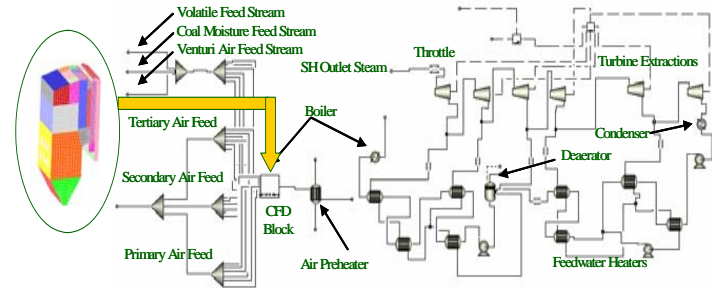 Volatile Feed Stream
Coal Moisture Feed Stream
Venturi Air Feed Stream
Throttle
SH Outlet Steam
Turbine Extractions
Boiler
Tertiary Air Feed
Condenser
Deaerator
Secondary Air Feed
CFD
Block
Primary Air Feed
Air Preheater
Feedwater Heaters